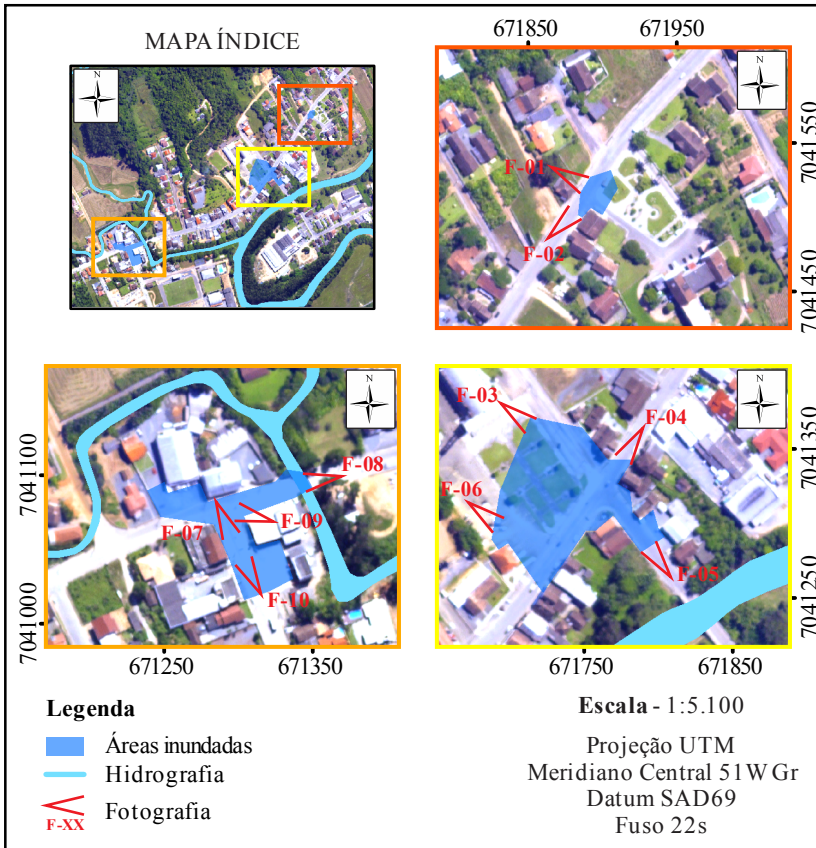 MAPA ÍNDICE
N
671850
671950
N
7041550
7041450
F-01
F-02
N
7041100
7041000
F-08
F-09
F-07
F-10
671250
671350
N
F-03
F-04
F-06
F-05
7041350
7041250
671750
671850
Legenda
Áreas inundadas
Hidrografia
F-XX
Fotografia
Escala - 1:5.100
Projeção UTM
Meridiano Central 51W Gr
Datum SAD69
Fuso 22s